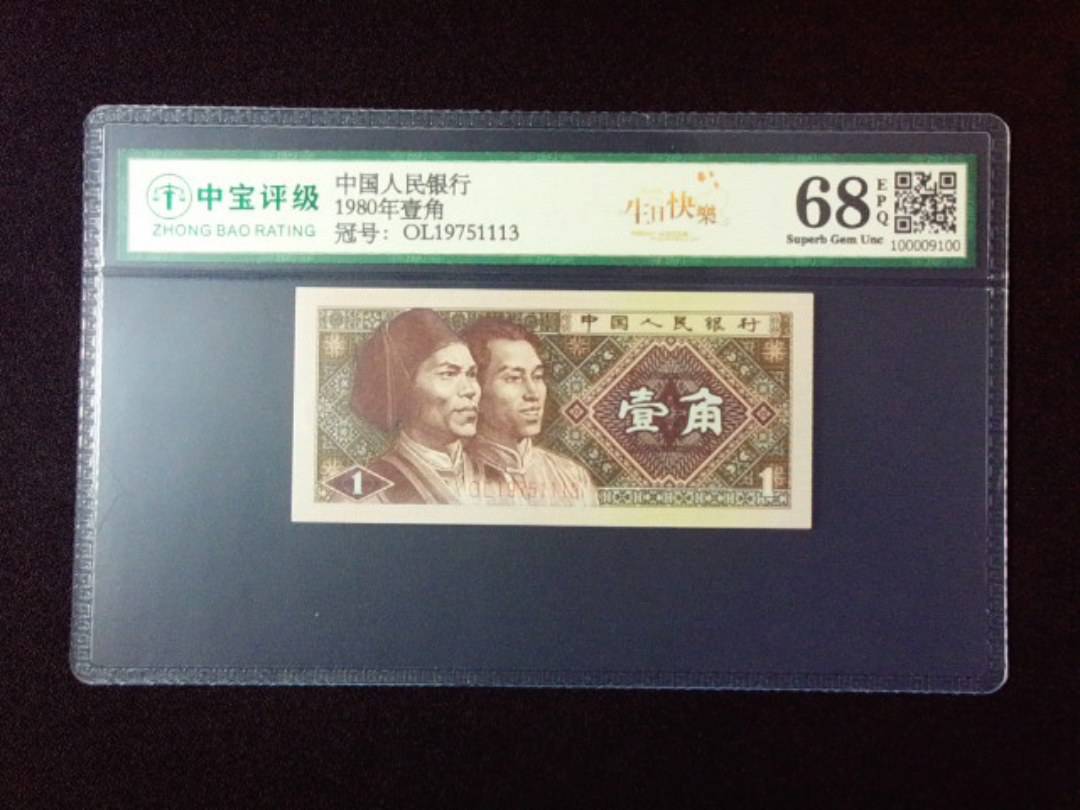 中宝评级
ZHONG BAO RATING
中国人民银行
1980年壹角
冠号：OL19751113
生日快樂
68
EPQ
Superb Gem Unc
100009100
中国人民银行
壹角
1
OL19751113
1